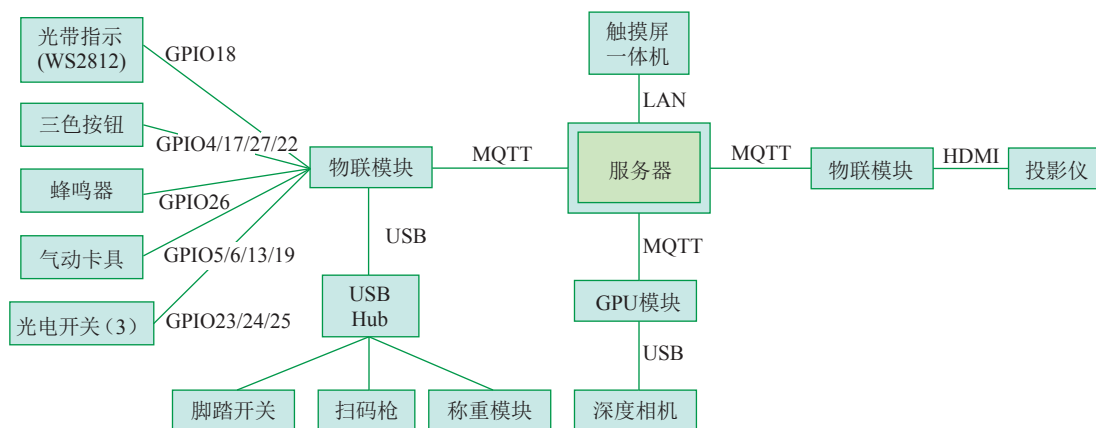 光带指示
(WS2812)
GPIO18
三色按钮
GPIO4/17/27/22
蜂鸣器
GPIO26
气动卡具
GPIO5/6/13/19
光电开关(3)
GPIO23/24/25
物联模块
MQTT
USB
USB
Hub
脚踏开关
扫码枪
称重模块
触摸屏
一体机
LAN
服务器
MQTT
GPU模块
USB
深度相机
MQTT
物联模块
HDMI
投影仪